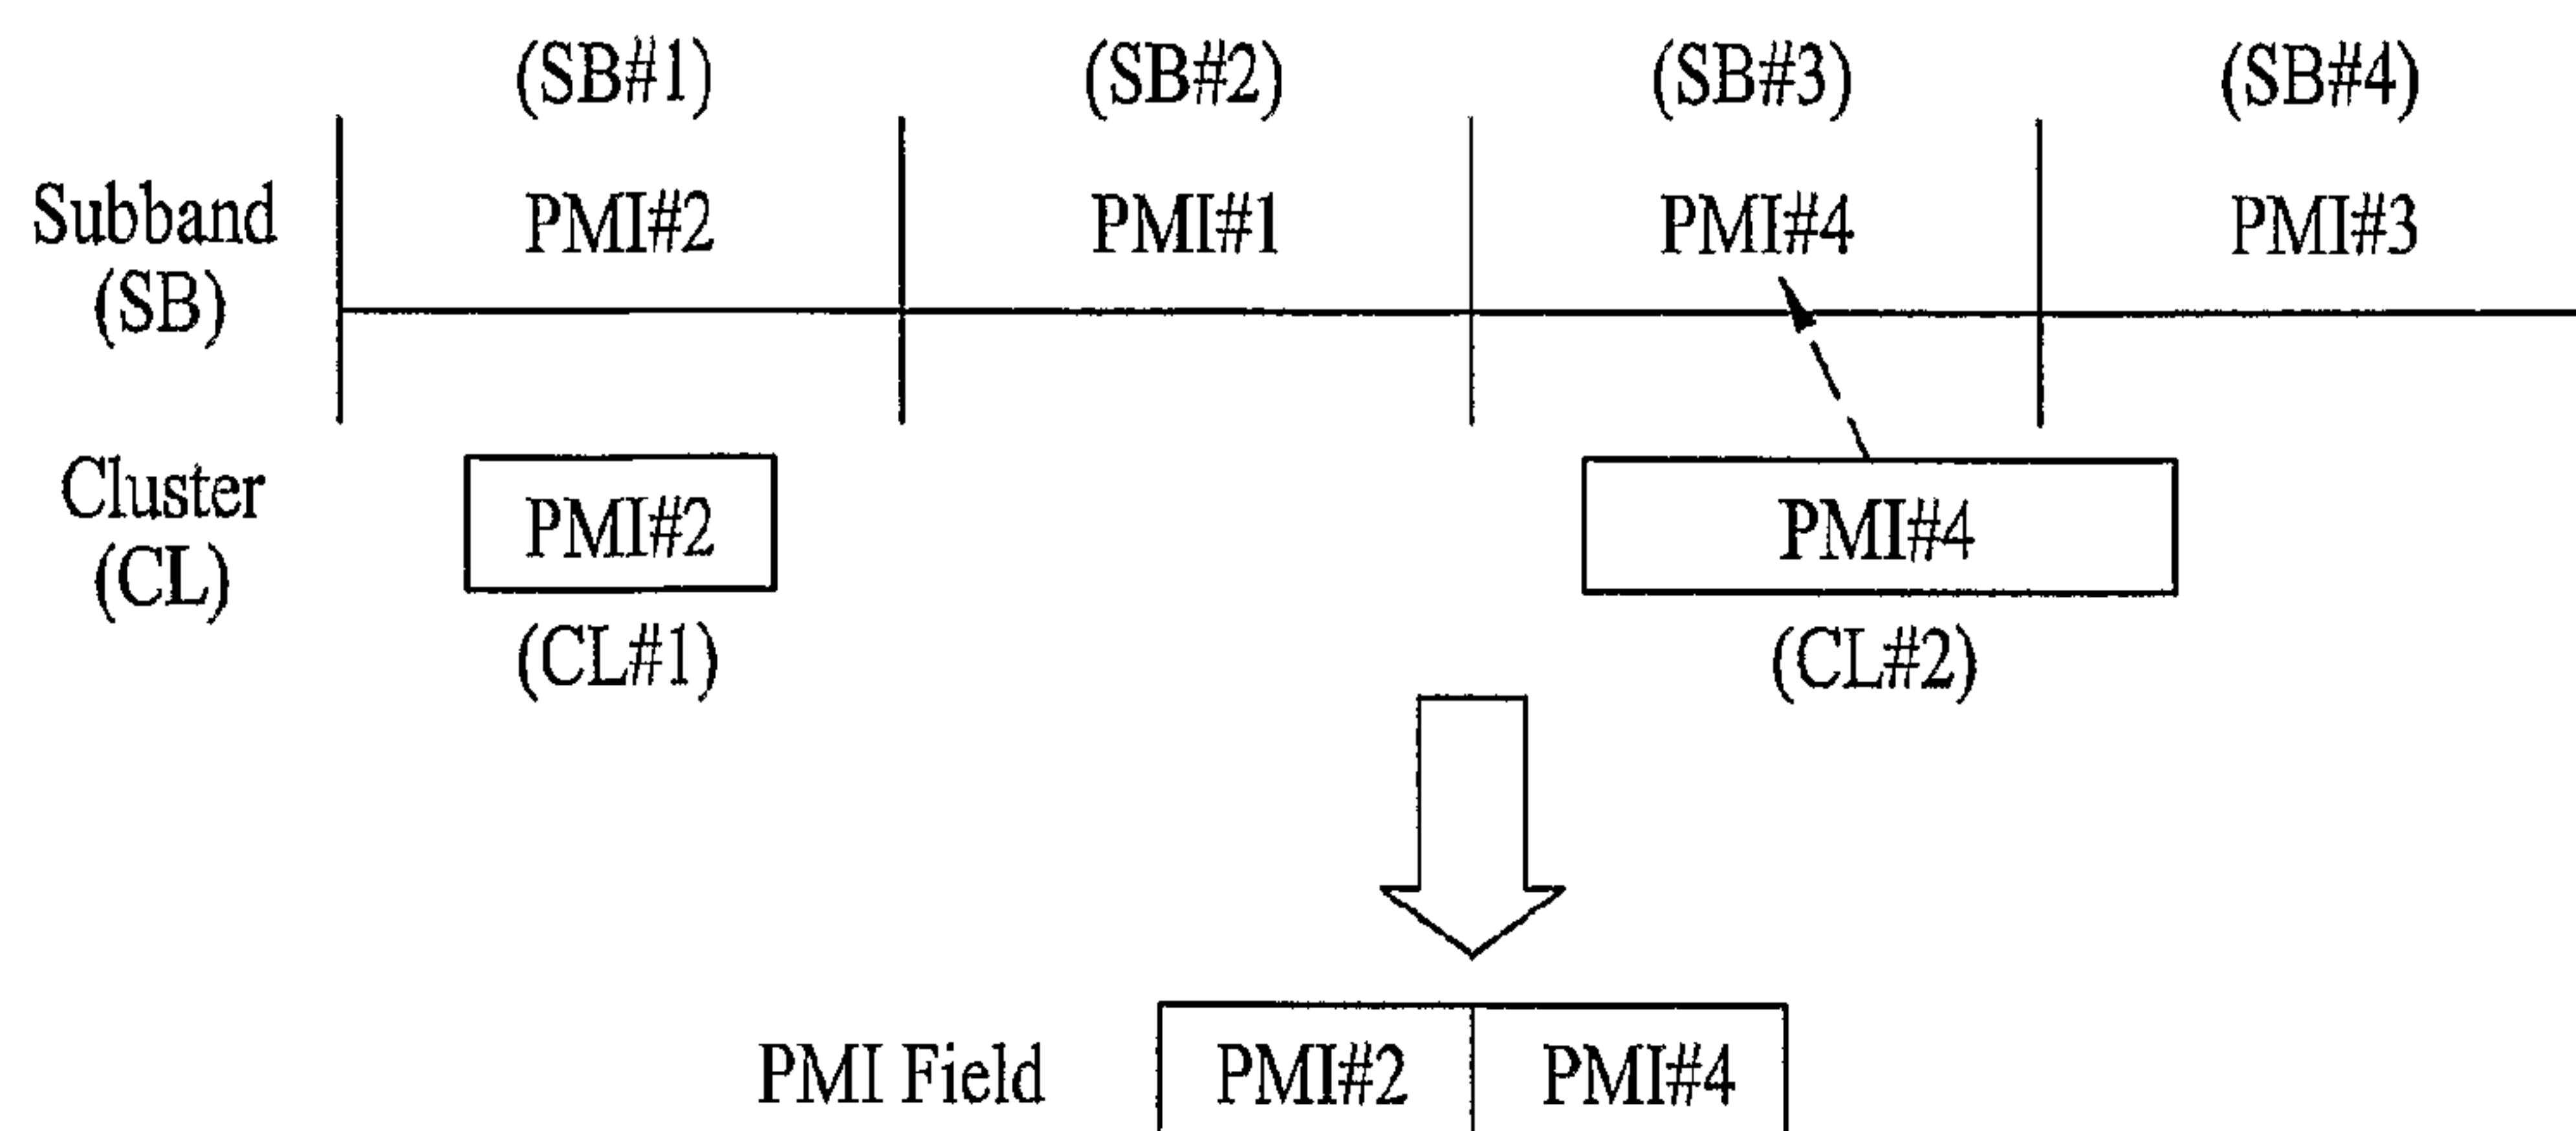 (SB#1) (SB#2) (SB#3) (SB#4)
Subband
(SB)
PMI#2 PMI#1 PMI#4 PMI#3
Cluster
(CL)
PMI#2 PMI#4
(CL#1) (CL#2)
PMI Field PMI#2 PMI#4